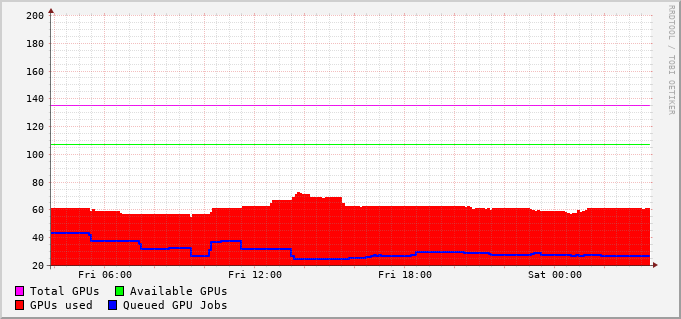 RRDTOOL / TOBI OETIKER
200
180
160
140
120
100
80
60
40
20
Fri 06:00 Fri 12:00 Fri 18:00 Sat 00:00
Total GPUs Available GPUs
GPUs used Queued GPU Jobs